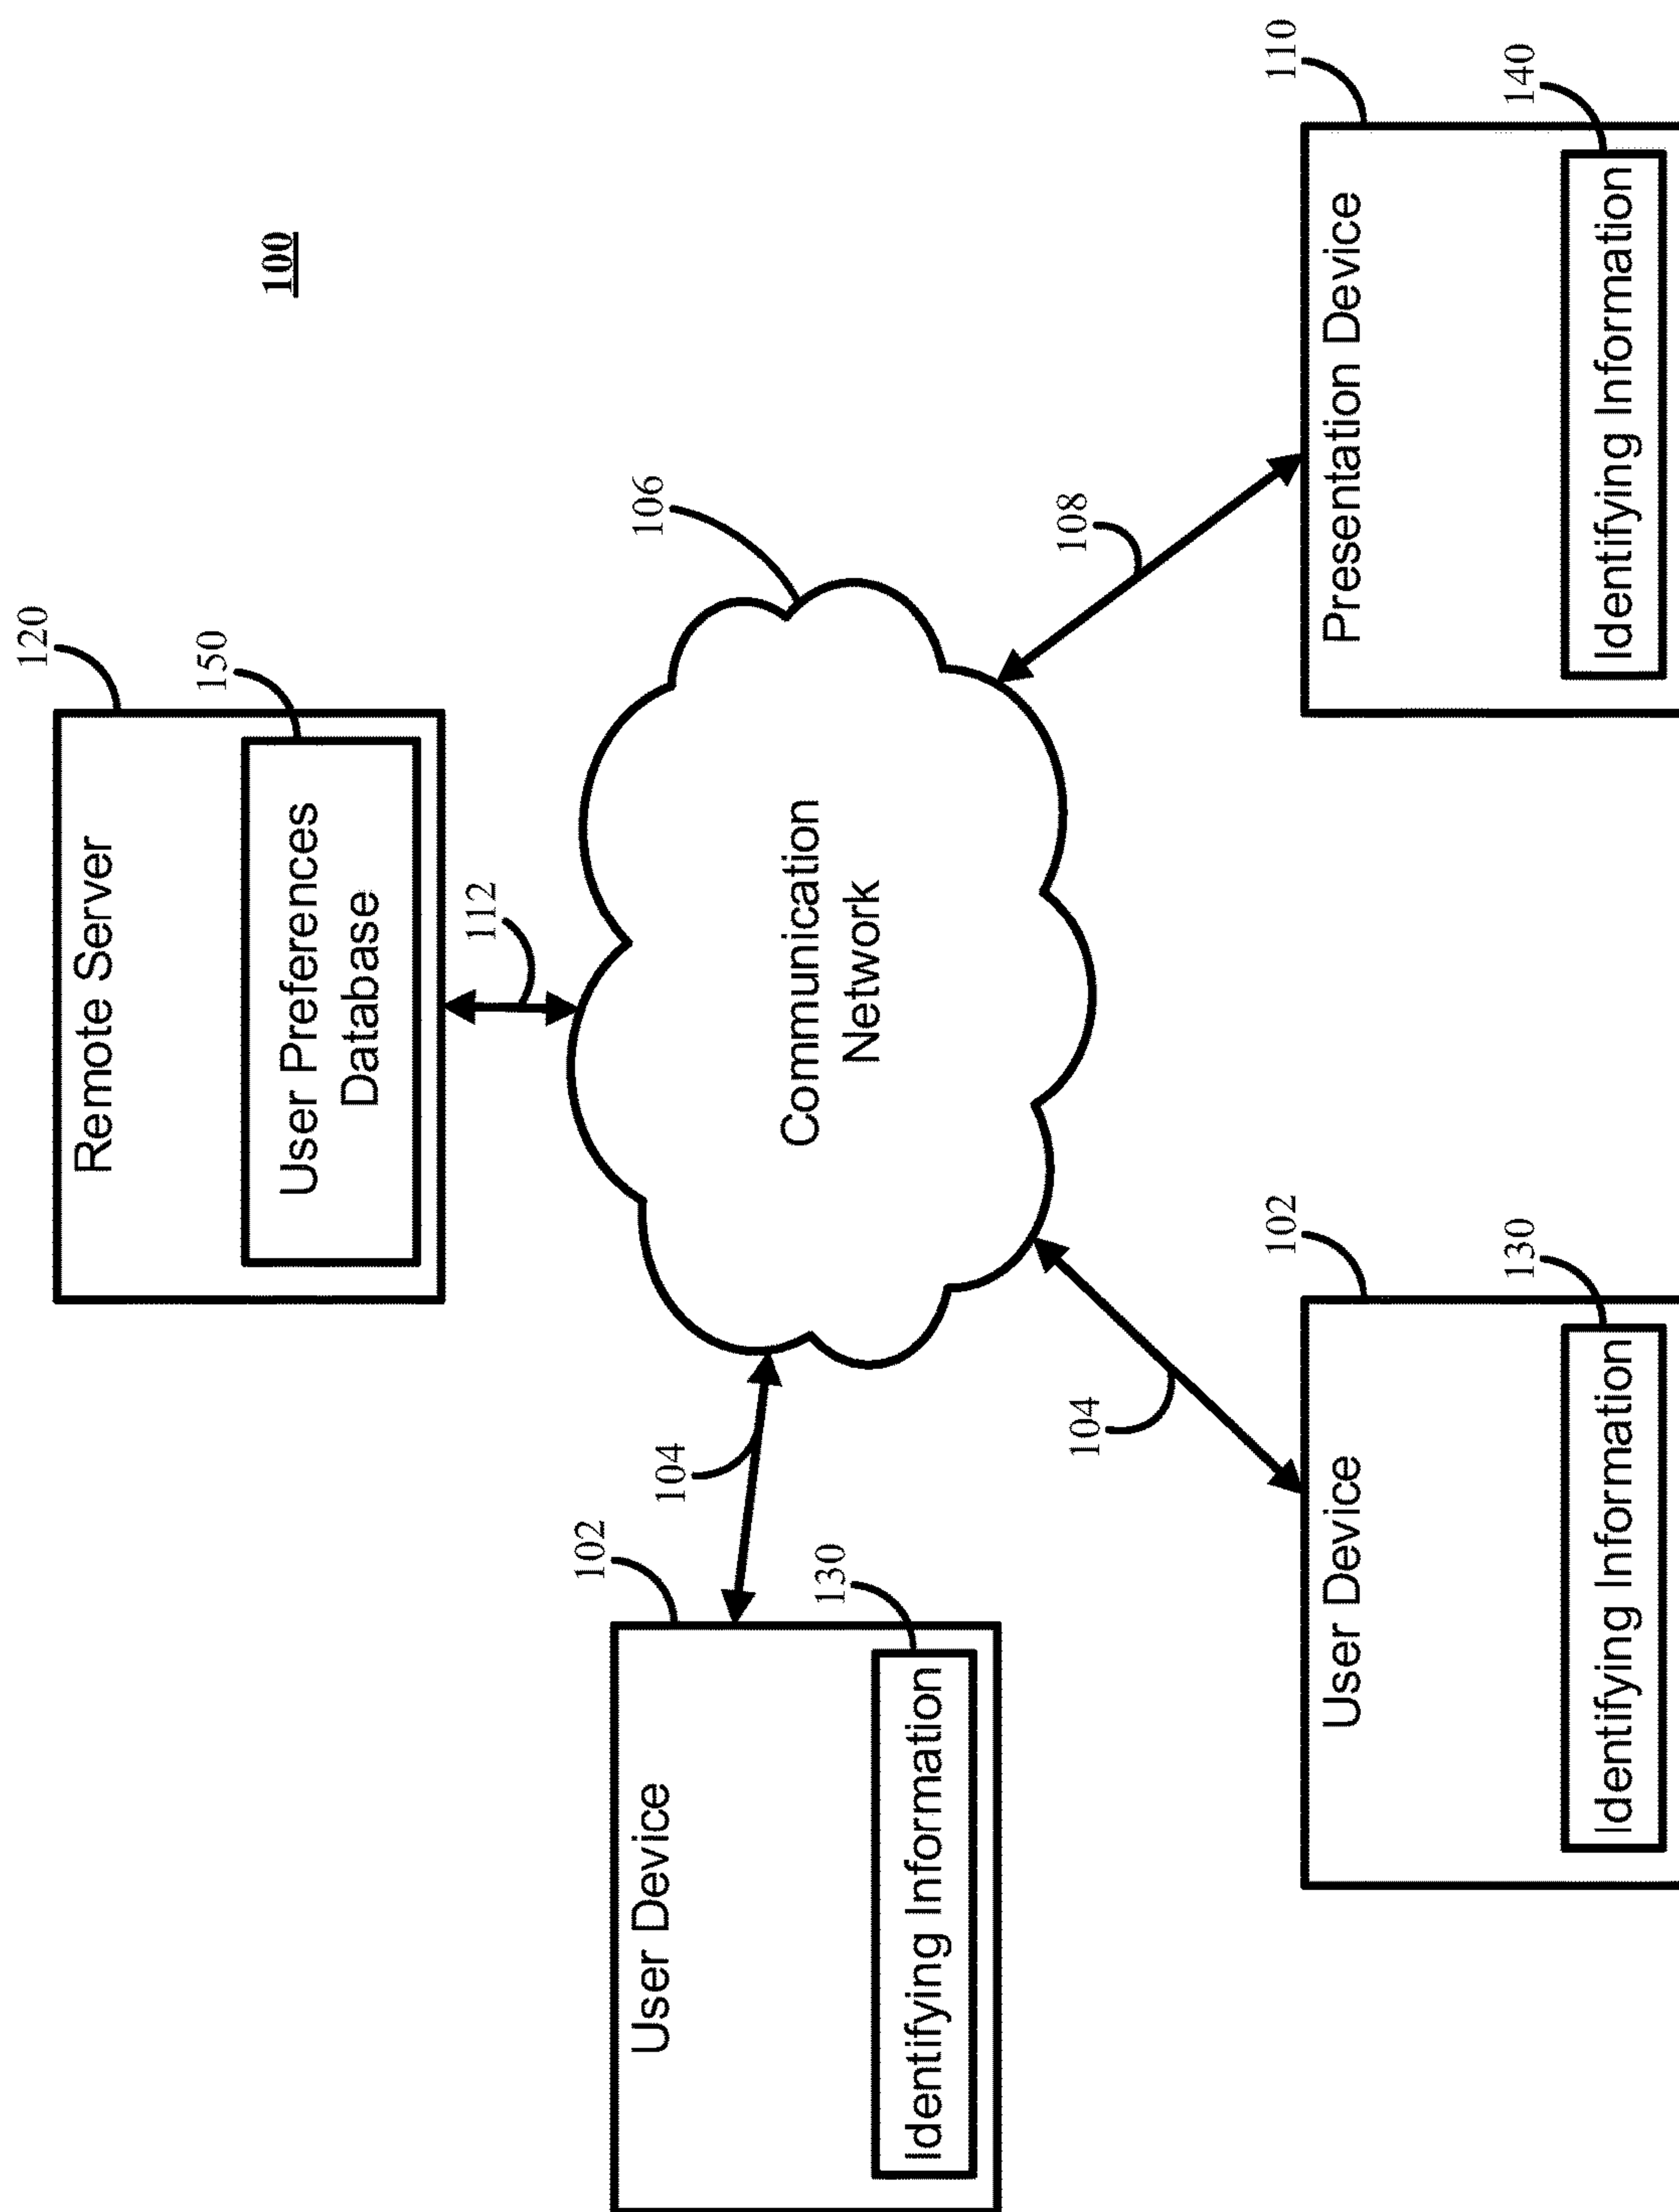 100
120
Remote Server
150
User Preferences
Database
112
106
Communication
Network
104
102
User Device
130
Identifying Information
104
102
User Device
130
Identifying Information
108
110
Presentation Device
140
Identifying Information